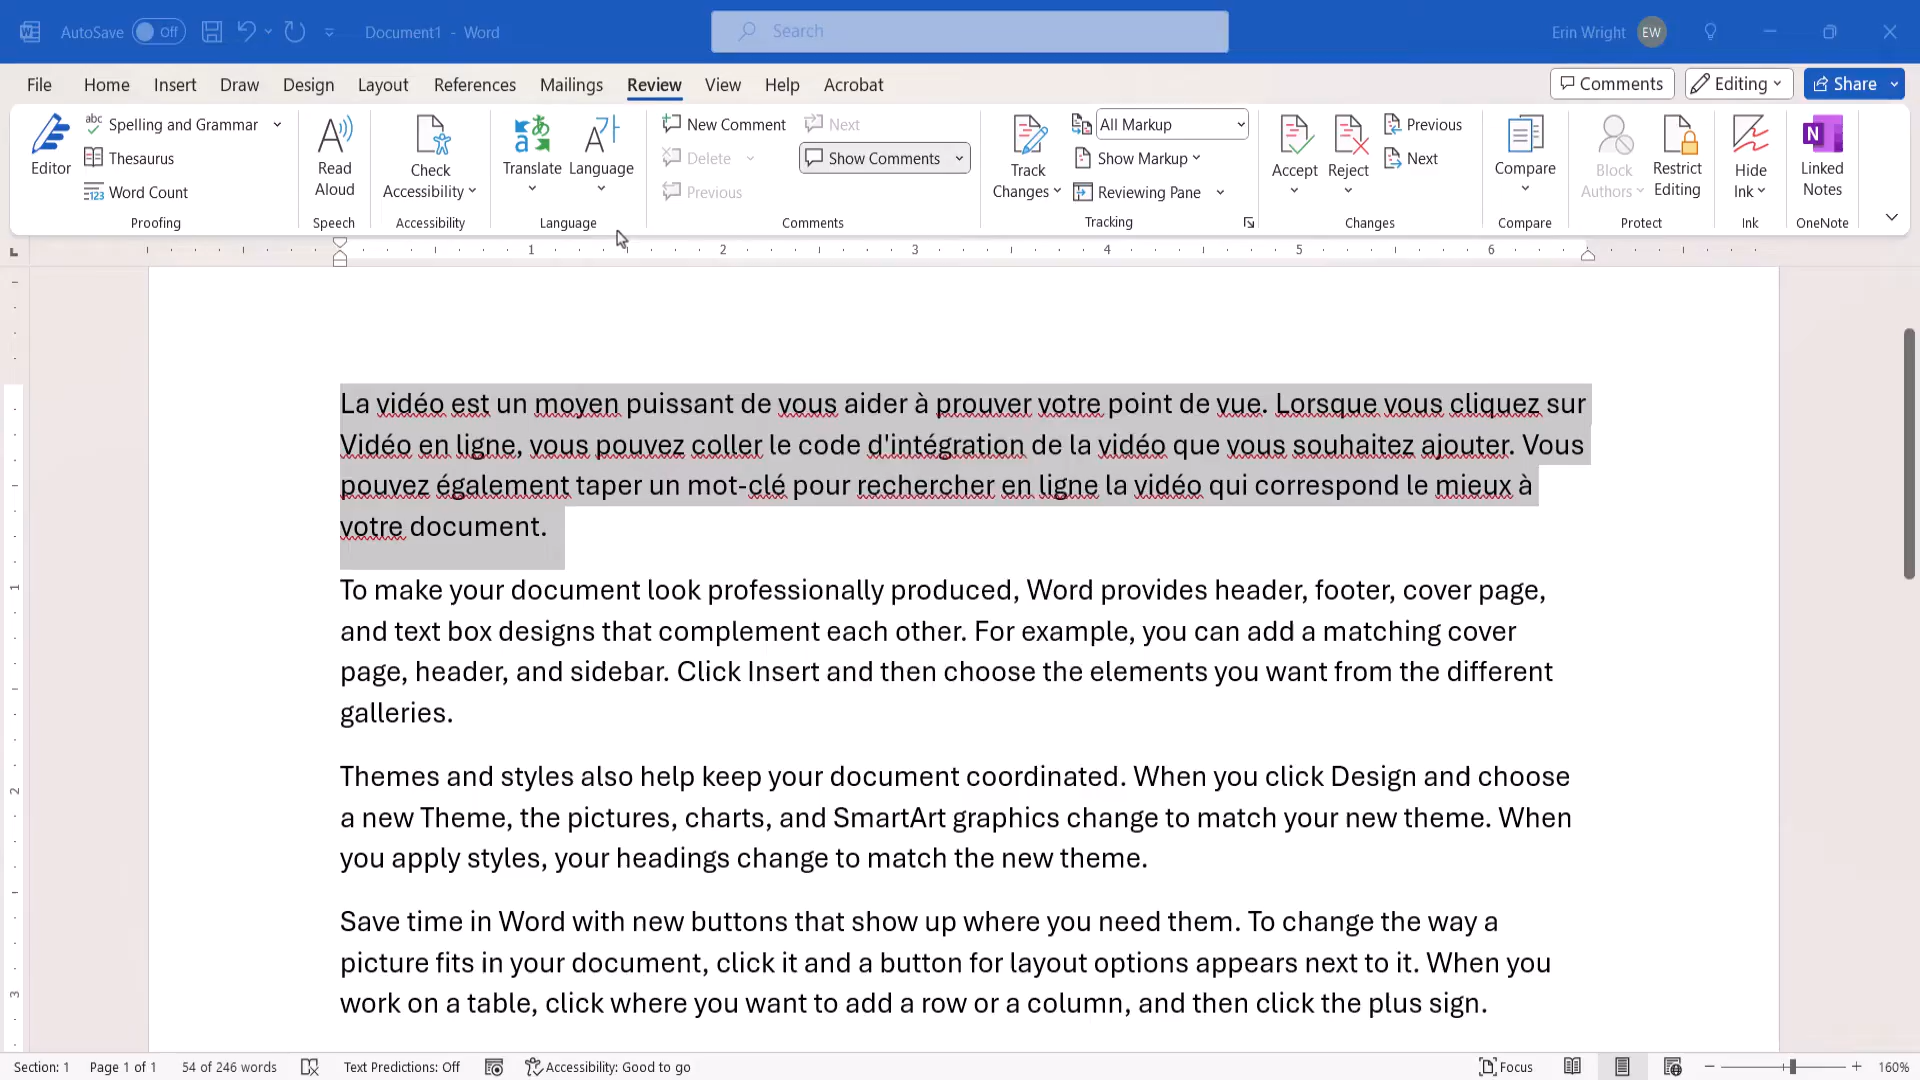 AutoSave Off Document1 - Word Search Erin Wright EW
File Home Insert Draw Design Layout References Mailings Review View Help Acrobat Comments Editing Share
Editor
abc Spelling and Grammar
Thesaurus
123 Word Count
Proofing
Read Aloud
Speech
Check Accessibility
Accessibility
Translate
Language
Language
New Comment
Delete
Previous
Next
Show Comments
Comments
Track Changes
All Markup
Show Markup
Reviewing Pane
Tracking
Accept
Reject
Previous
Next
Changes
Compare
Compare
Block Authors
Restrict Editing
Protect
Hide Ink
Ink
N
Linked Notes
OneNote
1 2 3 4 5 6
La vidéo est un moyen puissant de vous aider à prouver votre point de vue. Lorsque vous cliquez sur
Vidéo en ligne, vous pouvez coller le code d'intégration de la vidéo que vous souhaitez ajouter. Vous
pouvez également taper un mot-clé pour rechercher en ligne la vidéo qui correspond le mieux à
votre document.
To make your document look professionally produced, Word provides header, footer, cover page,
and text box designs that complement each other. For example, you can add a matching cover
page, header, and sidebar. Click Insert and then choose the elements you want from the different
galleries.
Themes and styles also help keep your document coordinated. When you click Design and choose
a new Theme, the pictures, charts, and SmartArt graphics change to match your new theme. When
you apply styles, your headings change to match the new theme.
Save time in Word with new buttons that show up where you need them. To change the way a
picture fits in your document, click it and a button for layout options appears next to it. When you
work on a table, click where you want to add a row or a column, and then click the plus sign.
1
2
3
Section: 1 Page 1 of 1 54 of 246 words Text Predictions: Off Accessibility: Good to go Focus 160%